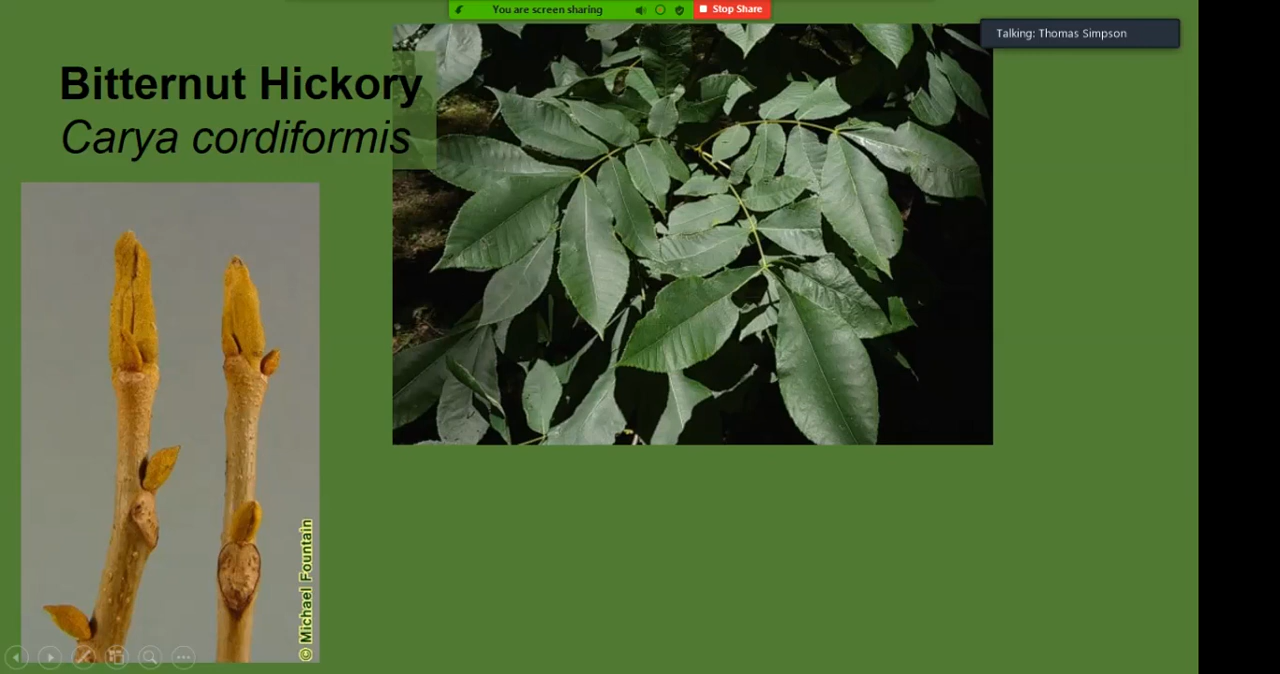 You are screen sharing
Stop Share
Talking: Thomas Simpson
Bitternut Hickory
Carya cordiformis
© Michael Fountain